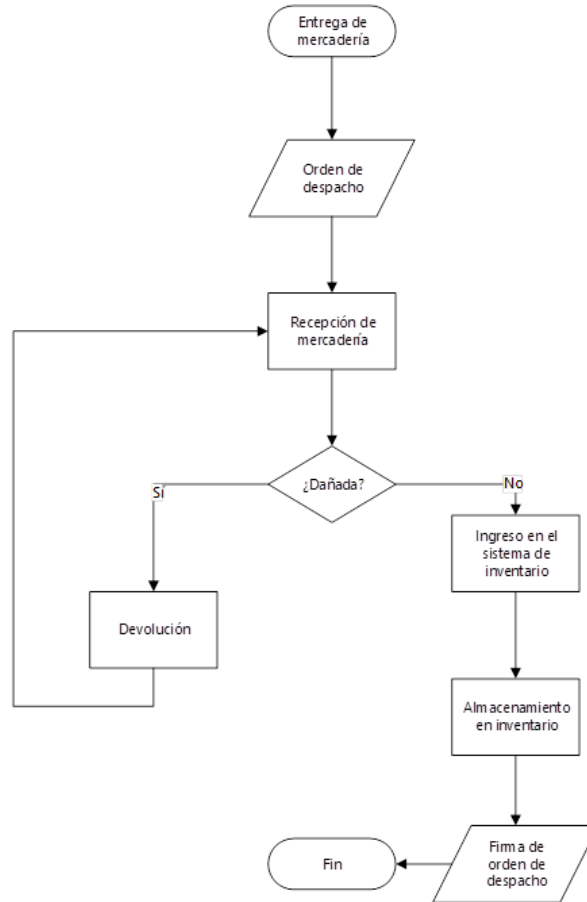 Entrega de
mercadería
Orden de
despacho
Recepción de
mercadería
¿Dañada?
Sí
No
Ingreso en el
sistema de
inventario
Devolución
Almacenamiento
en inventario
Firma de
orden de
despacho
Fin